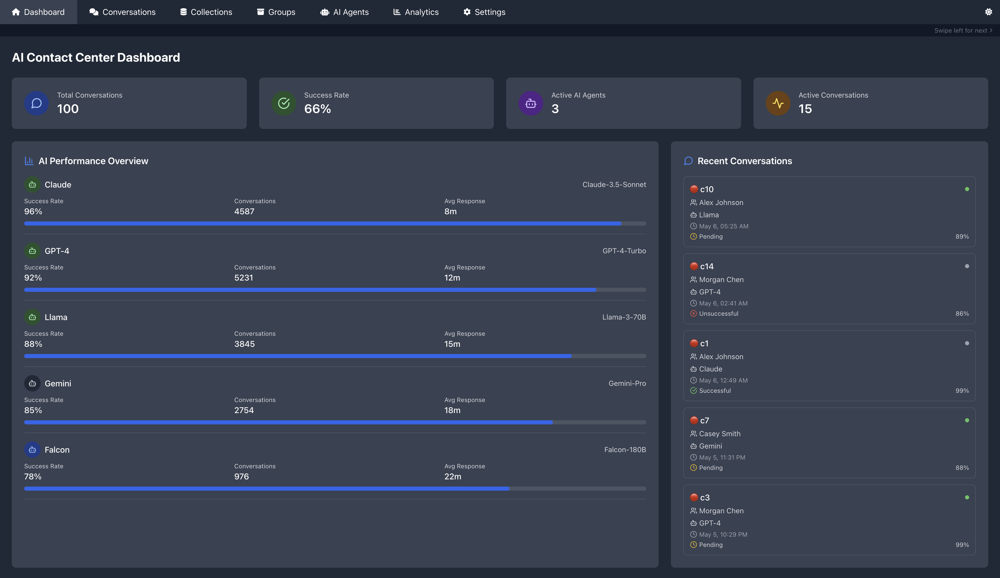 Dashboard Conversations Collections Groups AI Agents Analytics Settings
Swipe left for next
AI Contact Center Dashboard
Total Conversations
100
Success Rate
66%
Active AI Agents
3
Active Conversations
15
AI Performance Overview
Claude Claude-3.5-Sonnet
Success Rate Conversations Avg Response
96% 4587 8m
GPT-4 GPT-4-Turbo
Success Rate Conversations Avg Response
92% 5231 12m
Llama Llama-3-70B
Success Rate Conversations Avg Response
88% 3845 15m
Gemini Gemini-Pro
Success Rate Conversations Avg Response
85% 2754 18m
Falcon Falcon-180B
Success Rate Conversations Avg Response
78% 976 22m
Recent Conversations
c10
Alex Johnson
Llama
May 6, 05:25 AM
Pending 89%
c14
Morgan Chen
GPT-4
May 6, 02:41 AM
Unsuccessful 86%
c1
Alex Johnson
Claude
May 6, 12:49 AM
Successful 99%
c7
Casey Smith
Gemini
May 5, 11:31 PM
Pending 88%
c3
Morgan Chen
GPT-4
May 5, 10:29 PM
Pending 99%